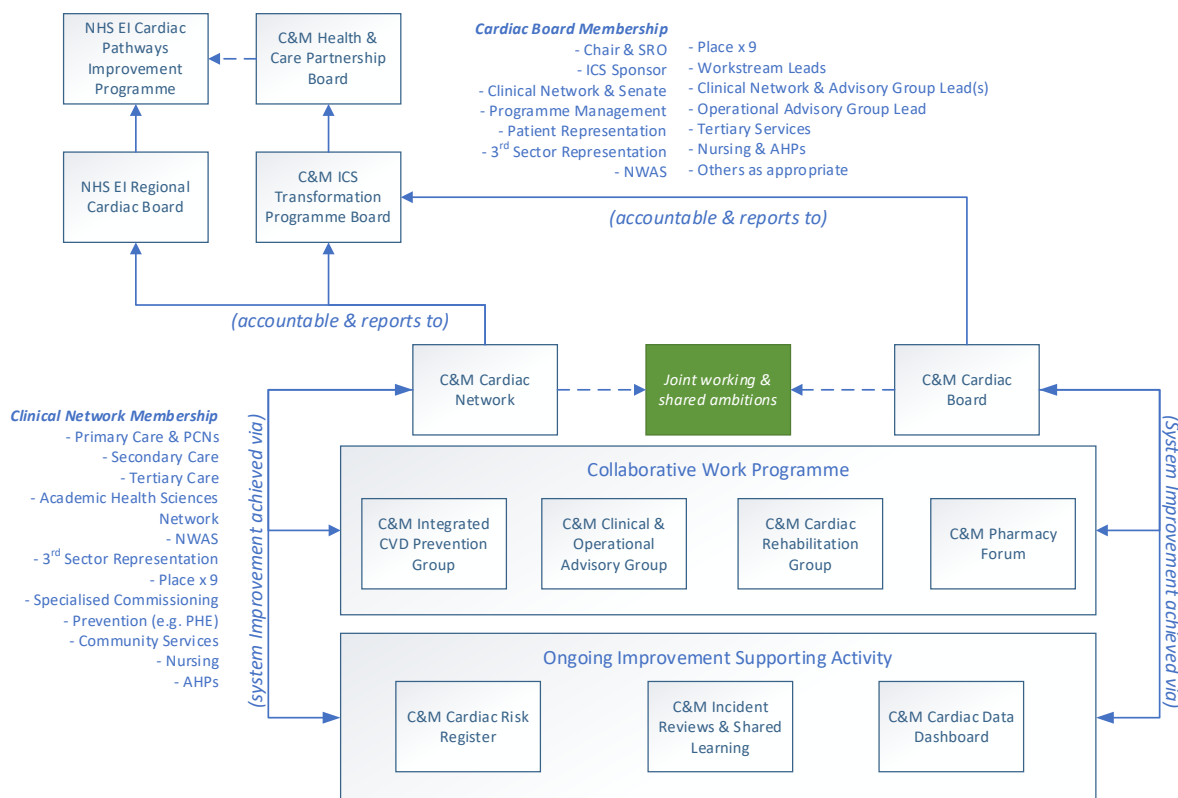 NHS EI Cardiac
Pathways
Improvement
Programme
C&M Health &
Care Partnership
Board
Cardiac Board Membership
- Chair & SRO
- ICS Sponsor
- Clinical Network & Senate
- Programme Management
- Patient Representation
- 3rd Sector Representation
- NWAS
- Place x 9
- Workstream Leads
- Clinical Network & Advisory Group Lead(s)
- Operational Advisory Group Lead
- Tertiary Services
- Nursing & AHPs
- Others as appropriate
NHS EI Regional
Cardiac Board
C&M ICS
Transformation
Programme Board
(accountable & reports to)
(accountable & reports to)
C&M Cardiac
Network
Joint working &
shared ambitions
C&M Cardiac
Board
Clinical Network Membership
- Primary Care & PCNs
- Secondary Care
- Tertiary Care
- Academic Health Sciences
Network
- NWAS
- 3rd Sector Representation
- Place x 9
- Specialised Commissioning
- Prevention (e.g. PHE)
- Community Services
- Nursing
- AHPs
(system Improvement achieved via)
Collaborative Work Programme
C&M Integrated
CVD Prevention
Group
C&M Clinical &
Operational
Advisory Group
C&M Cardiac
Rehabilitation
Group
C&M Pharmacy
Forum
(System Improvement achieved via)
Ongoing Improvement Supporting Activity
C&M Cardiac Risk
Register
C&M Incident
Reviews & Shared
Learning
C&M Cardiac Data
Dashboard